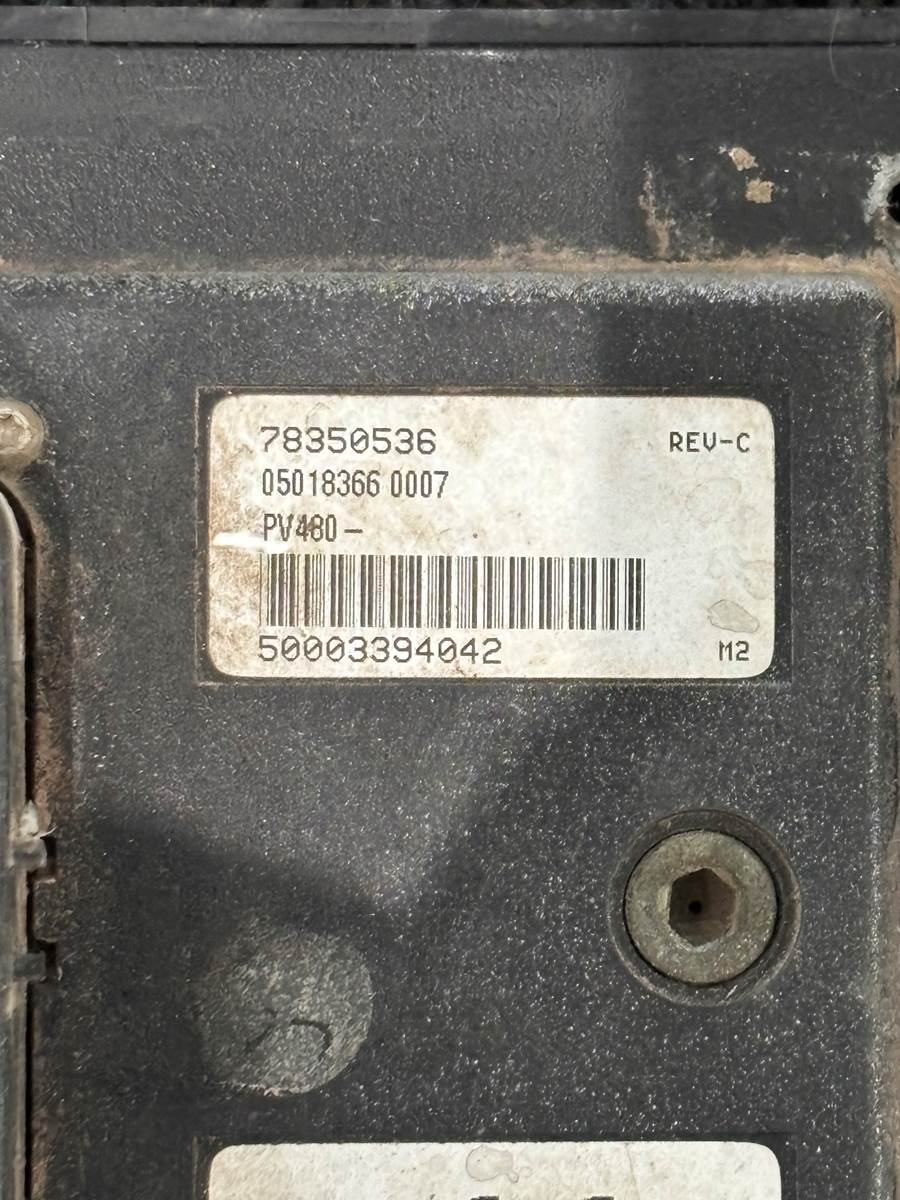 78350536 REV-C
05018366 0007
PV480 –
50003394042 M2